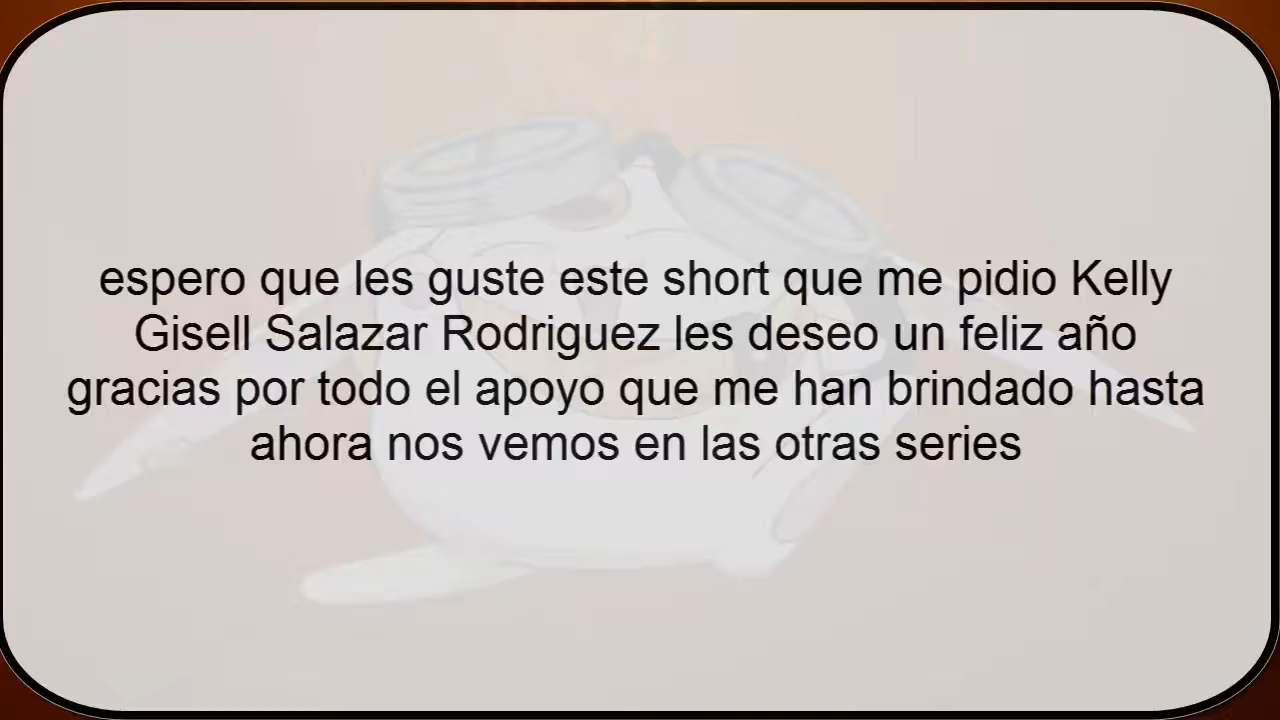 espero que les guste este short que me pidio Kelly
Gisell Salazar Rodriguez les deseo un feliz año
gracias por todo el apoyo que me han brindado hasta
ahora nos vemos en las otras series